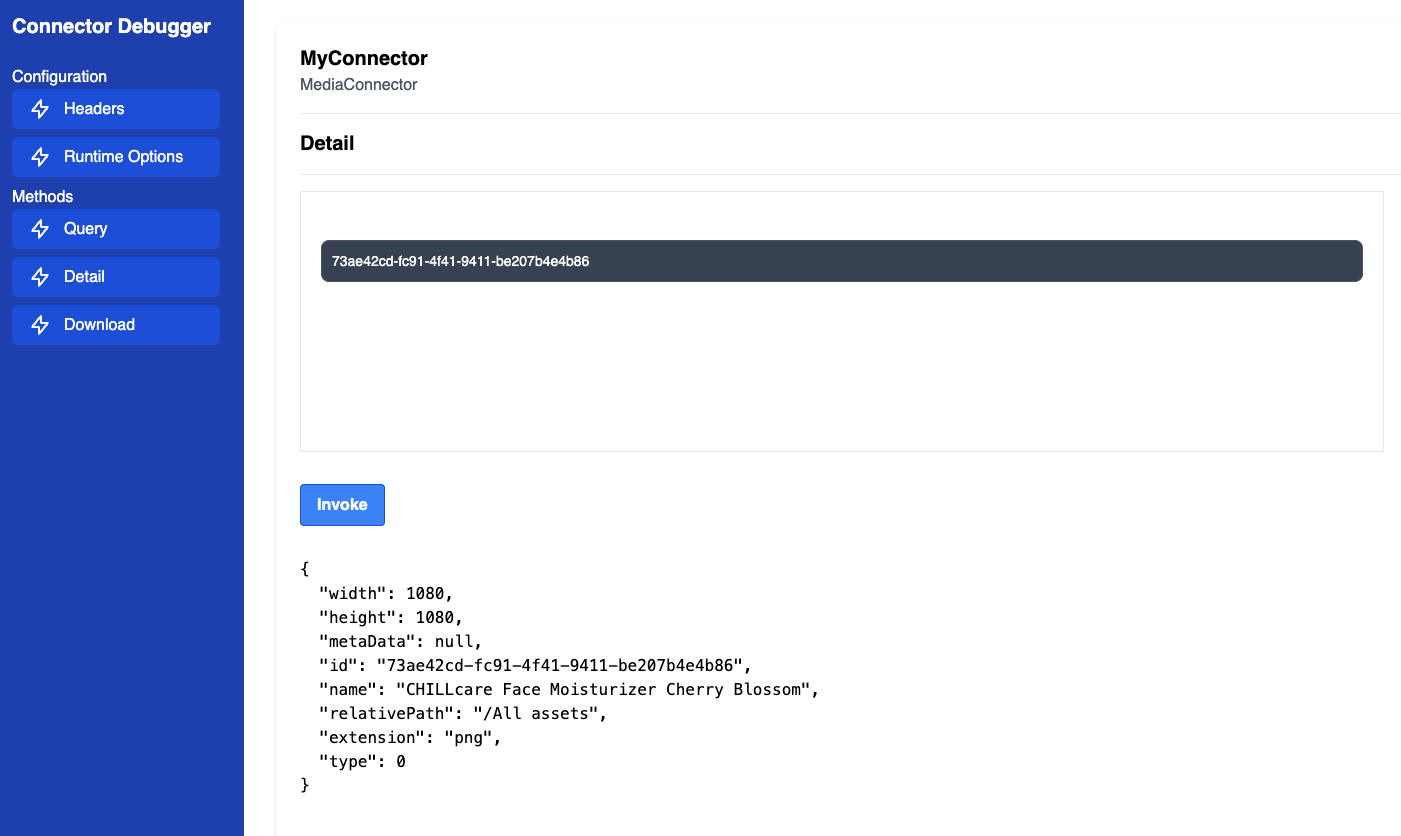 Connector Debugger
Configuration
Headers
Runtime Options
Methods
Query
Detail
Download
MyConnector
MediaConnector
Detail
73ae42cd-fc91-4f41-9411-be207b4e4b86
Invoke
{
  "width": 1080,
  "height": 1080,
  "metaData": null,
  "id": "73ae42cd-fc91-4f41-9411-be207b4e4b86",
  "name": "CHILLcare Face Moisturizer Cherry Blossom",
  "relativePath": "/All assets",
  "extension": "png",
  "type": 0
}